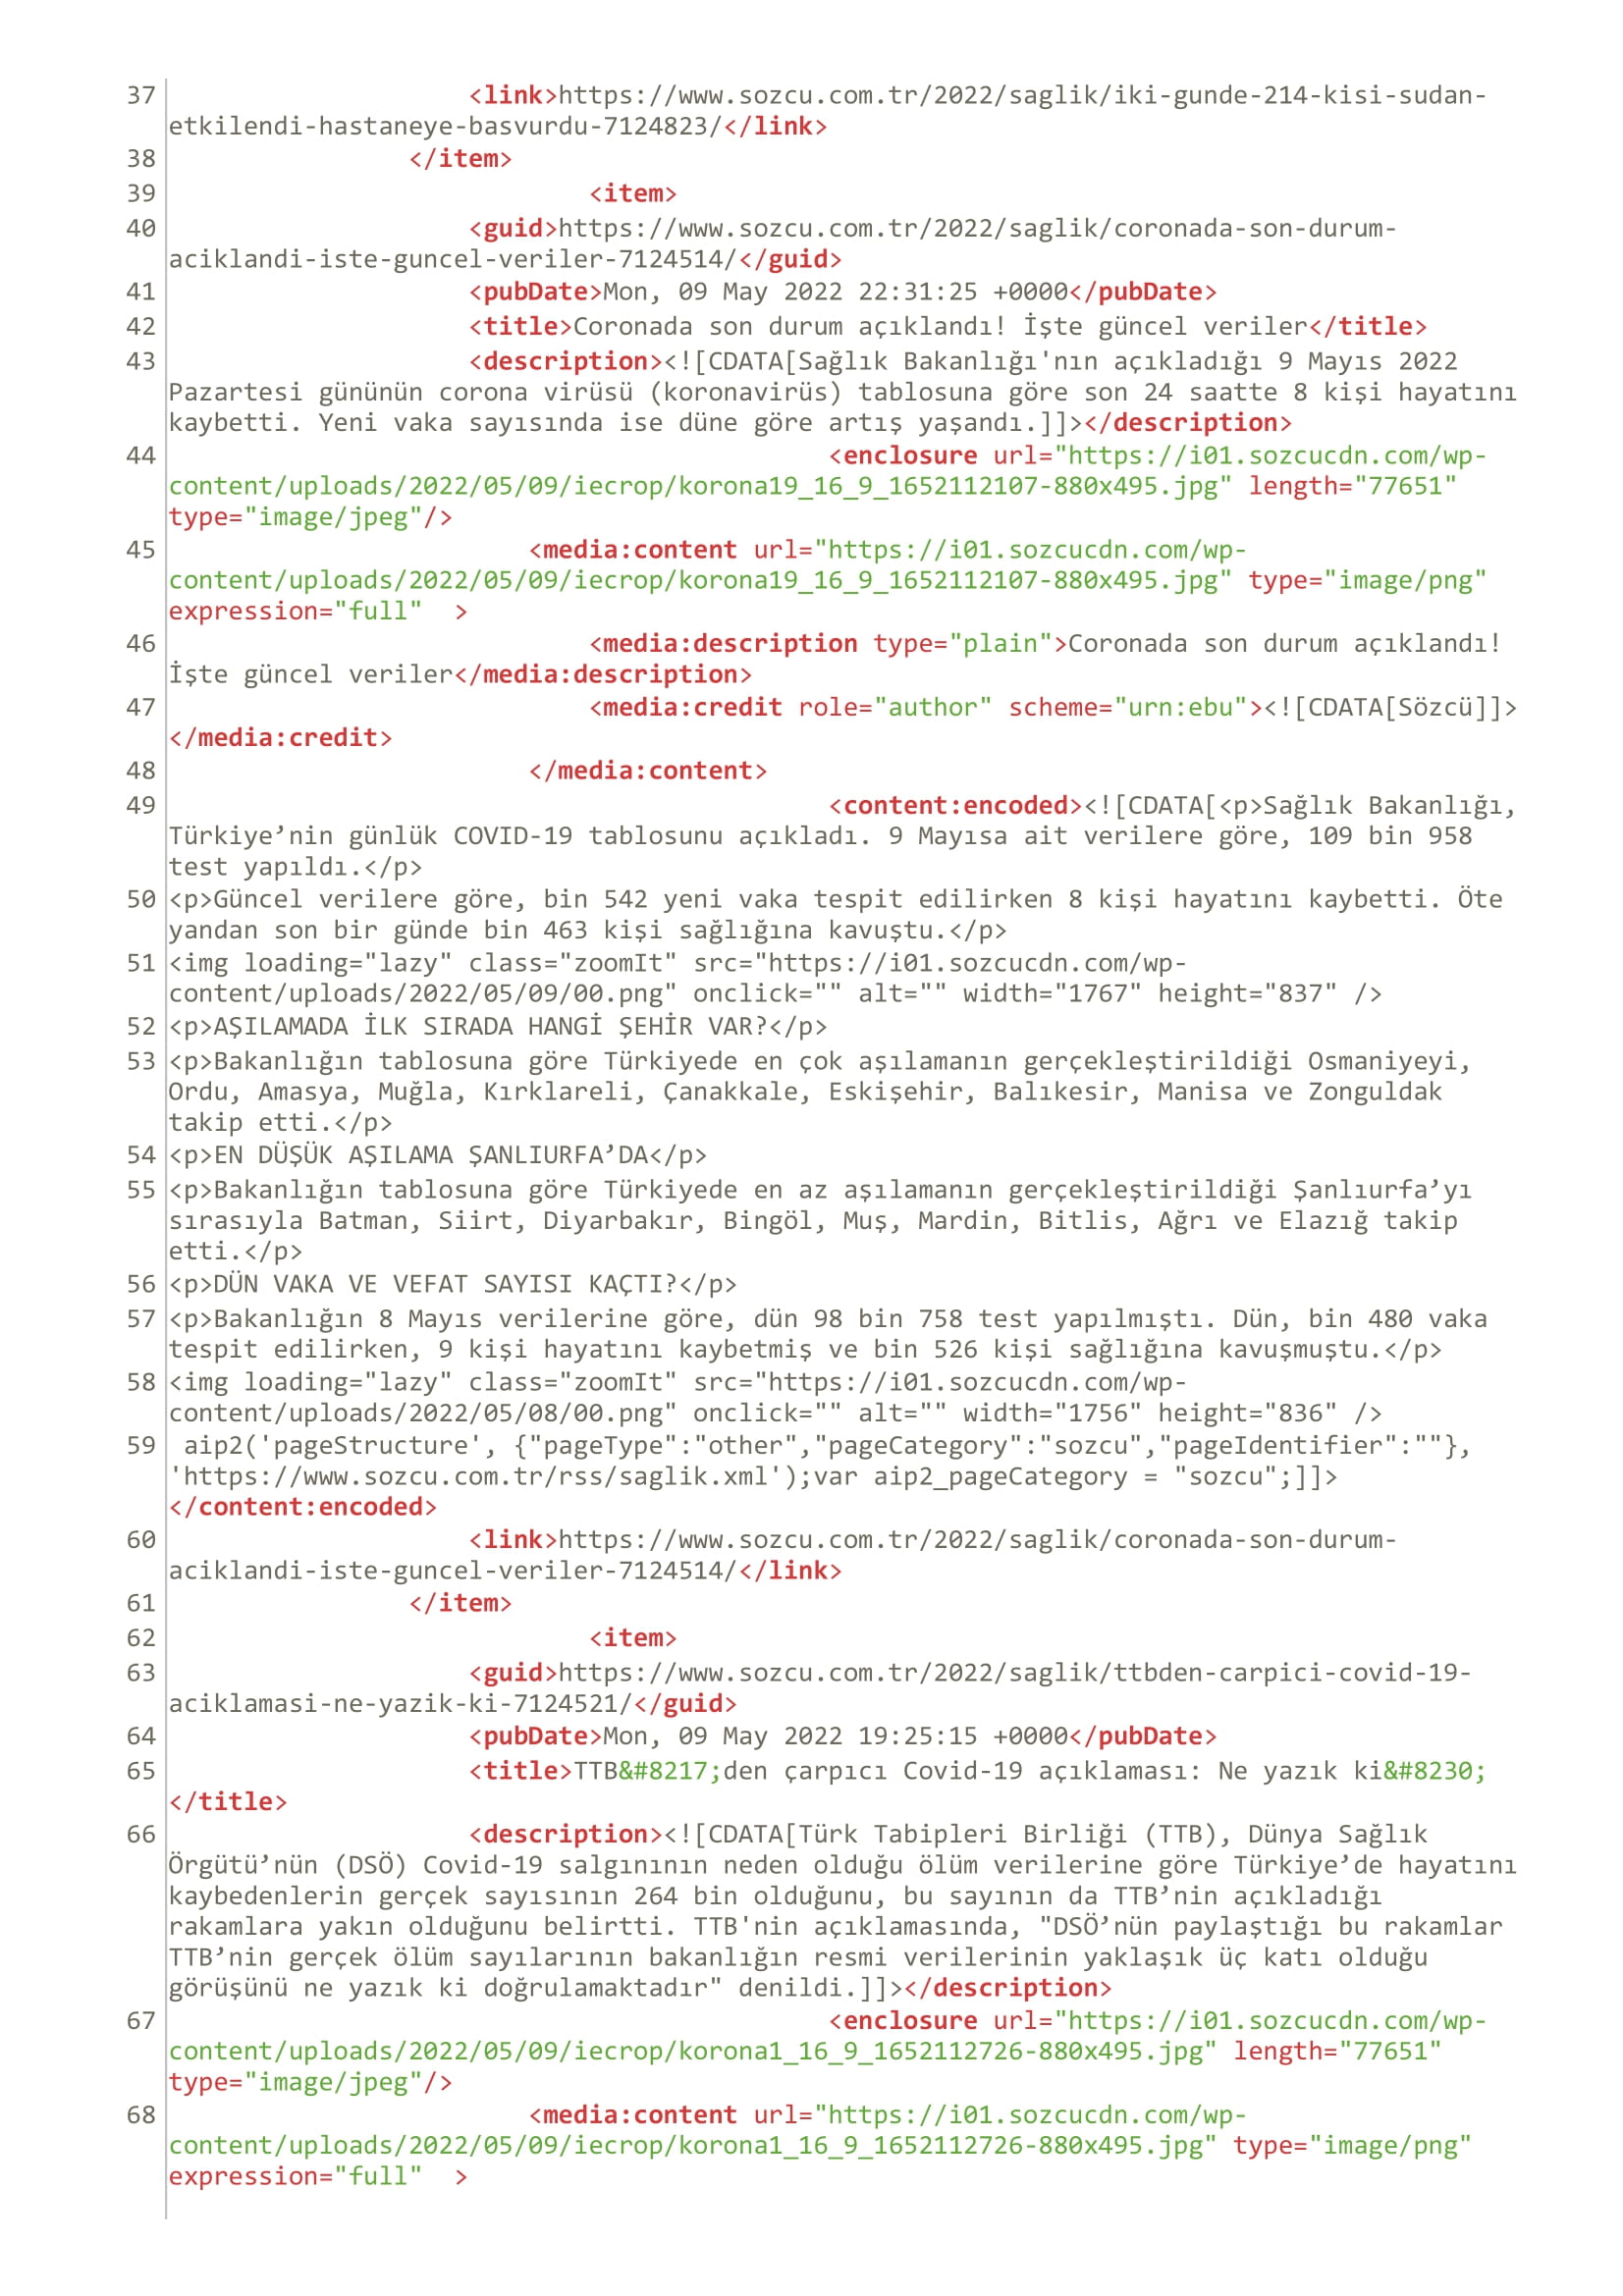 37 <link>https://www.sozcu.com.tr/2022/saglik/iki-gunde-214-kisi-sudan-
etkilendi-hastaneye-basvurdu-7124823/</link>
38 </item>
39 <item>
40 <guid>https://www.sozcu.com.tr/2022/saglik/coronada-son-durum-
aciklandi-iste-guncel-veriler-7124514/</guid>
41 <pubDate>Mon, 09 May 2022 22:31:25 +0000</pubDate>
42 <title>Coronada son durum açıklandı! İşte güncel veriler</title>
43 <description><![CDATA[Sağlık Bakanlığı'nın açıkladığı 9 Mayıs 2022
Pazartesi gününün corona virüsü (koronavirüs) tablosuna göre son 24 saatte 8 kişi hayatını
kaybetti. Yeni vaka sayısında ise düne göre artış yaşandı.]]></description>
44 <enclosure url="https://i01.sozcucdn.com/wp-
content/uploads/2022/05/09/iecrop/korona19_16_9_1652112107-880x495.jpg" length="77651"
type="image/jpeg"/>
45 <media:content url="https://i01.sozcucdn.com/wp-
content/uploads/2022/05/09/iecrop/korona19_16_9_1652112107-880x495.jpg" type="image/png"
expression="full"  >
46 <media:description type="plain">Coronada son durum açıklandı!
İşte güncel veriler</media:description>
47 <media:credit role="author" scheme="urn:ebu"><![CDATA[Sözcü]]>
</media:credit>
48 </media:content>
49 <content:encoded><![CDATA[<p>Sağlık Bakanlığı,
Türkiye’nin günlük COVID-19 tablosunu açıkladı. 9 Mayısa ait verilere göre, 109 bin 958
test yapıldı.</p>
50 <p>Güncel verilere göre, bin 542 yeni vaka tespit edilirken 8 kişi hayatını kaybetti. Öte
yandan son bir günde bin 463 kişi sağlığına kavuştu.</p>
51 <img loading="lazy" class="zoomIt" src="https://i01.sozcucdn.com/wp-
content/uploads/2022/05/09/00.png" onclick="" alt="" width="1767" height="837" />
52 <p>AŞILAMADA İLK SIRADA HANGİ ŞEHİR VAR?</p>
53 <p>Bakanlığın tablosuna göre Türkiyede en çok aşılamanın gerçekleştirildiği Osmaniyeyi,
Ordu, Amasya, Muğla, Kırklareli, Çanakkale, Eskişehir, Balıkesir, Manisa ve Zonguldak
takip etti.</p>
54 <p>EN DÜŞÜK AŞILAMA ŞANLIURFA’DA</p>
55 <p>Bakanlığın tablosuna göre Türkiyede en az aşılamanın gerçekleştirildiği Şanlıurfa’yı
sırasıyla Batman, Siirt, Diyarbakır, Bingöl, Muş, Mardin, Bitlis, Ağrı ve Elazığ takip
etti.</p>
56 <p>DÜN VAKA VE VEFAT SAYISI KAÇTI?</p>
57 <p>Bakanlığın 8 Mayıs verilerine göre, dün 98 bin 758 test yapılmıştı. Dün, bin 480 vaka
tespit edilirken, 9 kişi hayatını kaybetmiş ve bin 526 kişi sağlığına kavuşmuştu.</p>
58 <img loading="lazy" class="zoomIt" src="https://i01.sozcucdn.com/wp-
content/uploads/2022/05/08/00.png" onclick="" alt="" width="1756" height="836" />
59  aip2('pageStructure', {"pageType":"other","pageCategory":"sozcu","pageIdentifier":""},
'https://www.sozcu.com.tr/rss/saglik.xml');var aip2_pageCategory = "sozcu";]]>
</content:encoded>
60 <link>https://www.sozcu.com.tr/2022/saglik/coronada-son-durum-
aciklandi-iste-guncel-veriler-7124514/</link>
61 </item>
62 <item>
63 <guid>https://www.sozcu.com.tr/2022/saglik/ttbden-carpici-covid-19-
aciklamasi-ne-yazik-ki-7124521/</guid>
64 <pubDate>Mon, 09 May 2022 19:25:15 +0000</pubDate>
65 <title>TTB&#8217;den çarpıcı Covid-19 açıklaması: Ne yazık ki&#8230;
</title>
66 <description><![CDATA[Türk Tabipleri Birliği (TTB), Dünya Sağlık
Örgütü’nün (DSÖ) Covid-19 salgınının neden olduğu ölüm verilerine göre Türkiye’de hayatını
kaybedenlerin gerçek sayısının 264 bin olduğunu, bu sayının da TTB’nin açıkladığı
rakamlara yakın olduğunu belirtti. TTB'nin açıklamasında, "DSÖ’nün paylaştığı bu rakamlar
TTB’nin gerçek ölüm sayılarının bakanlığın resmi verilerinin yaklaşık üç katı olduğu
görüşünü ne yazık ki doğrulamaktadır" denildi.]]></description>
67 <enclosure url="https://i01.sozcucdn.com/wp-
content/uploads/2022/05/09/iecrop/korona1_16_9_1652112726-880x495.jpg" length="77651"
type="image/jpeg"/>
68 <media:content url="https://i01.sozcucdn.com/wp-
content/uploads/2022/05/09/iecrop/korona1_16_9_1652112726-880x495.jpg" type="image/png"
expression="full"  >